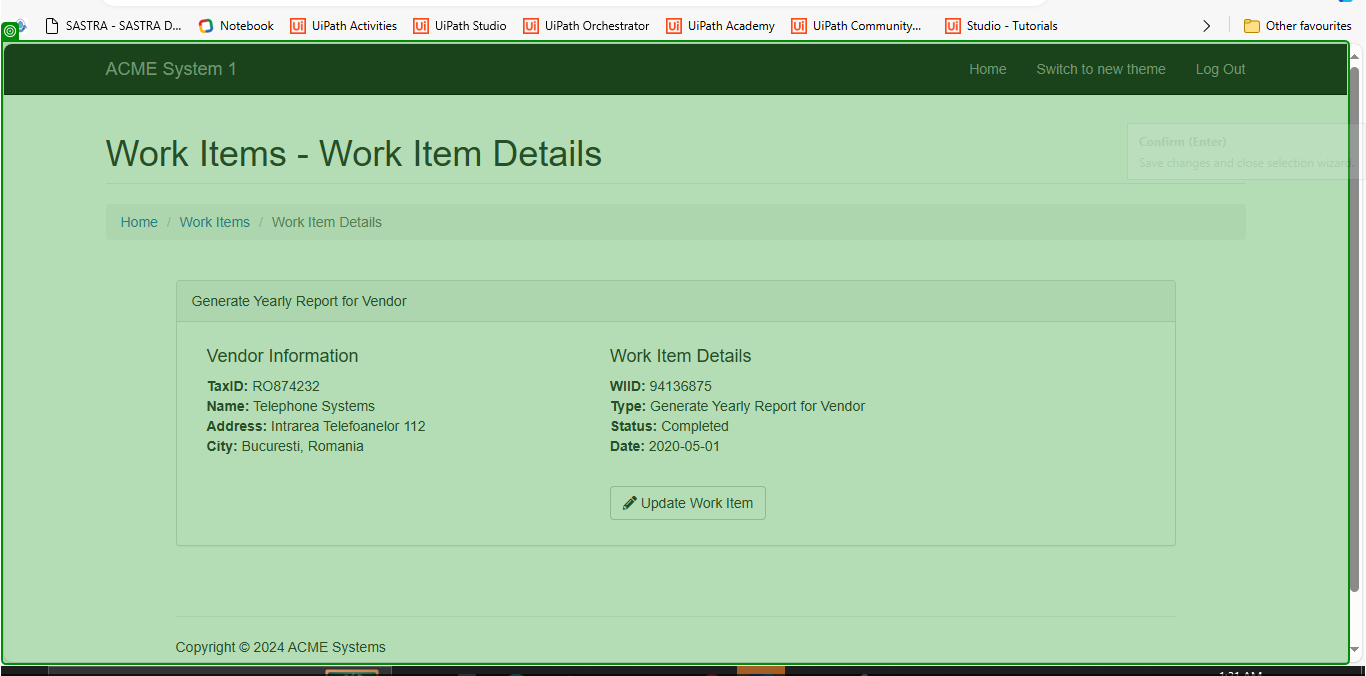 SASTRA - SASTRA D... Notebook UiPath Activities UiPath Studio UiPath Orchestrator UiPath Academy UiPath Community... Studio - Tutorials Other favourites
ACME System 1 Home Switch to new theme Log Out
Work Items - Work Item Details
Confirm (Enter)
Save changes and close selection wizard.
Home / Work Items / Work Item Details
Generate Yearly Report for Vendor
Vendor Information
TaxID: RO874232
Name: Telephone Systems
Address: Intrarea Telefoanelor 112
City: Bucuresti, Romania
Work Item Details
WIID: 94136875
Type: Generate Yearly Report for Vendor
Status: Completed
Date: 2020-05-01
Update Work Item
Copyright © 2024 ACME Systems